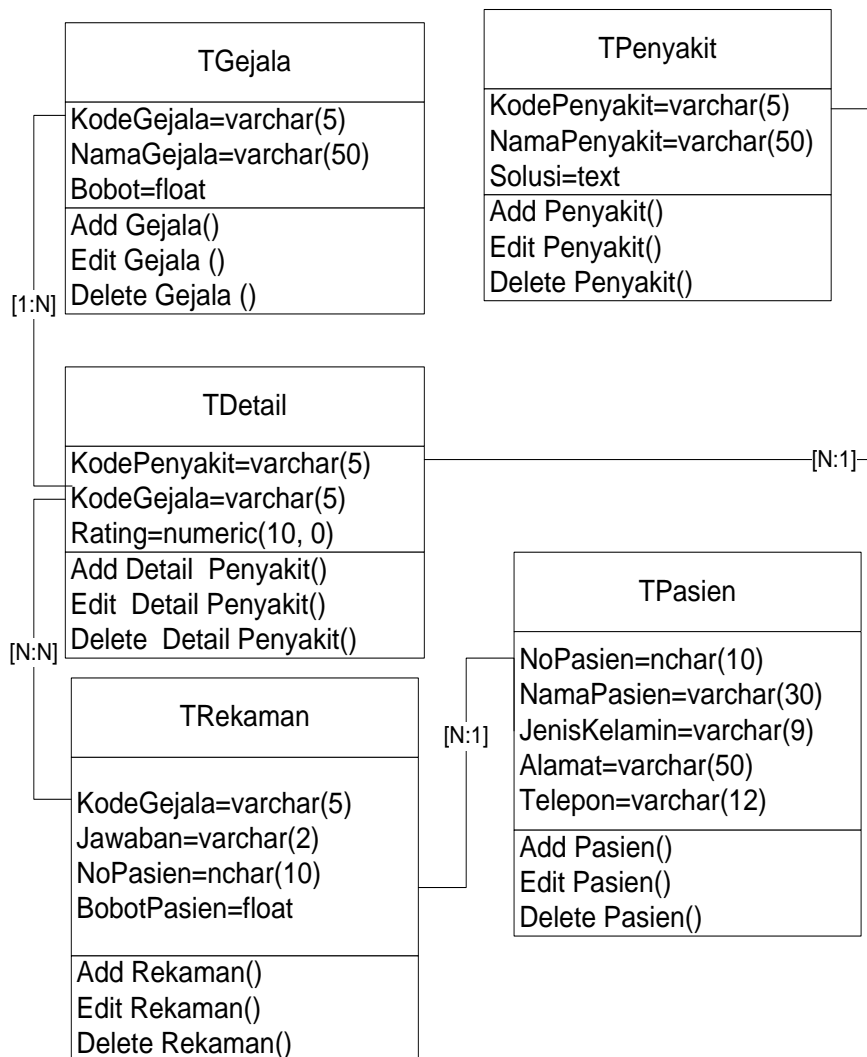 TGejala
KodeGejala=varchar(5)
NamaGejala=varchar(50)
Bobot=float
Add Gejala()
Edit Gejala ()
Delete Gejala ()
TPenyakit
KodePenyakit=varchar(5)
NamaPenyakit=varchar(50)
Solusi=text
Add Penyakit()
Edit Penyakit()
Delete Penyakit()
[1:N]
TDetail
KodePenyakit=varchar(5)
KodeGejala=varchar(5)
Rating=numeric(10, 0)
Add Detail  Penyakit()
Edit  Detail Penyakit()
Delete  Detail Penyakit()
[N:1]
[N:N]
TRekaman
KodeGejala=varchar(5)
Jawaban=varchar(2)
NoPasien=nchar(10)
BobotPasien=float
Add Rekaman()
Edit Rekaman()
Delete Rekaman()
[N:1]
TPasien
NoPasien=nchar(10)
NamaPasien=varchar(30)
JenisKelamin=varchar(9)
Alamat=varchar(50)
Telepon=varchar(12)
Add Pasien()
Edit Pasien()
Delete Pasien()